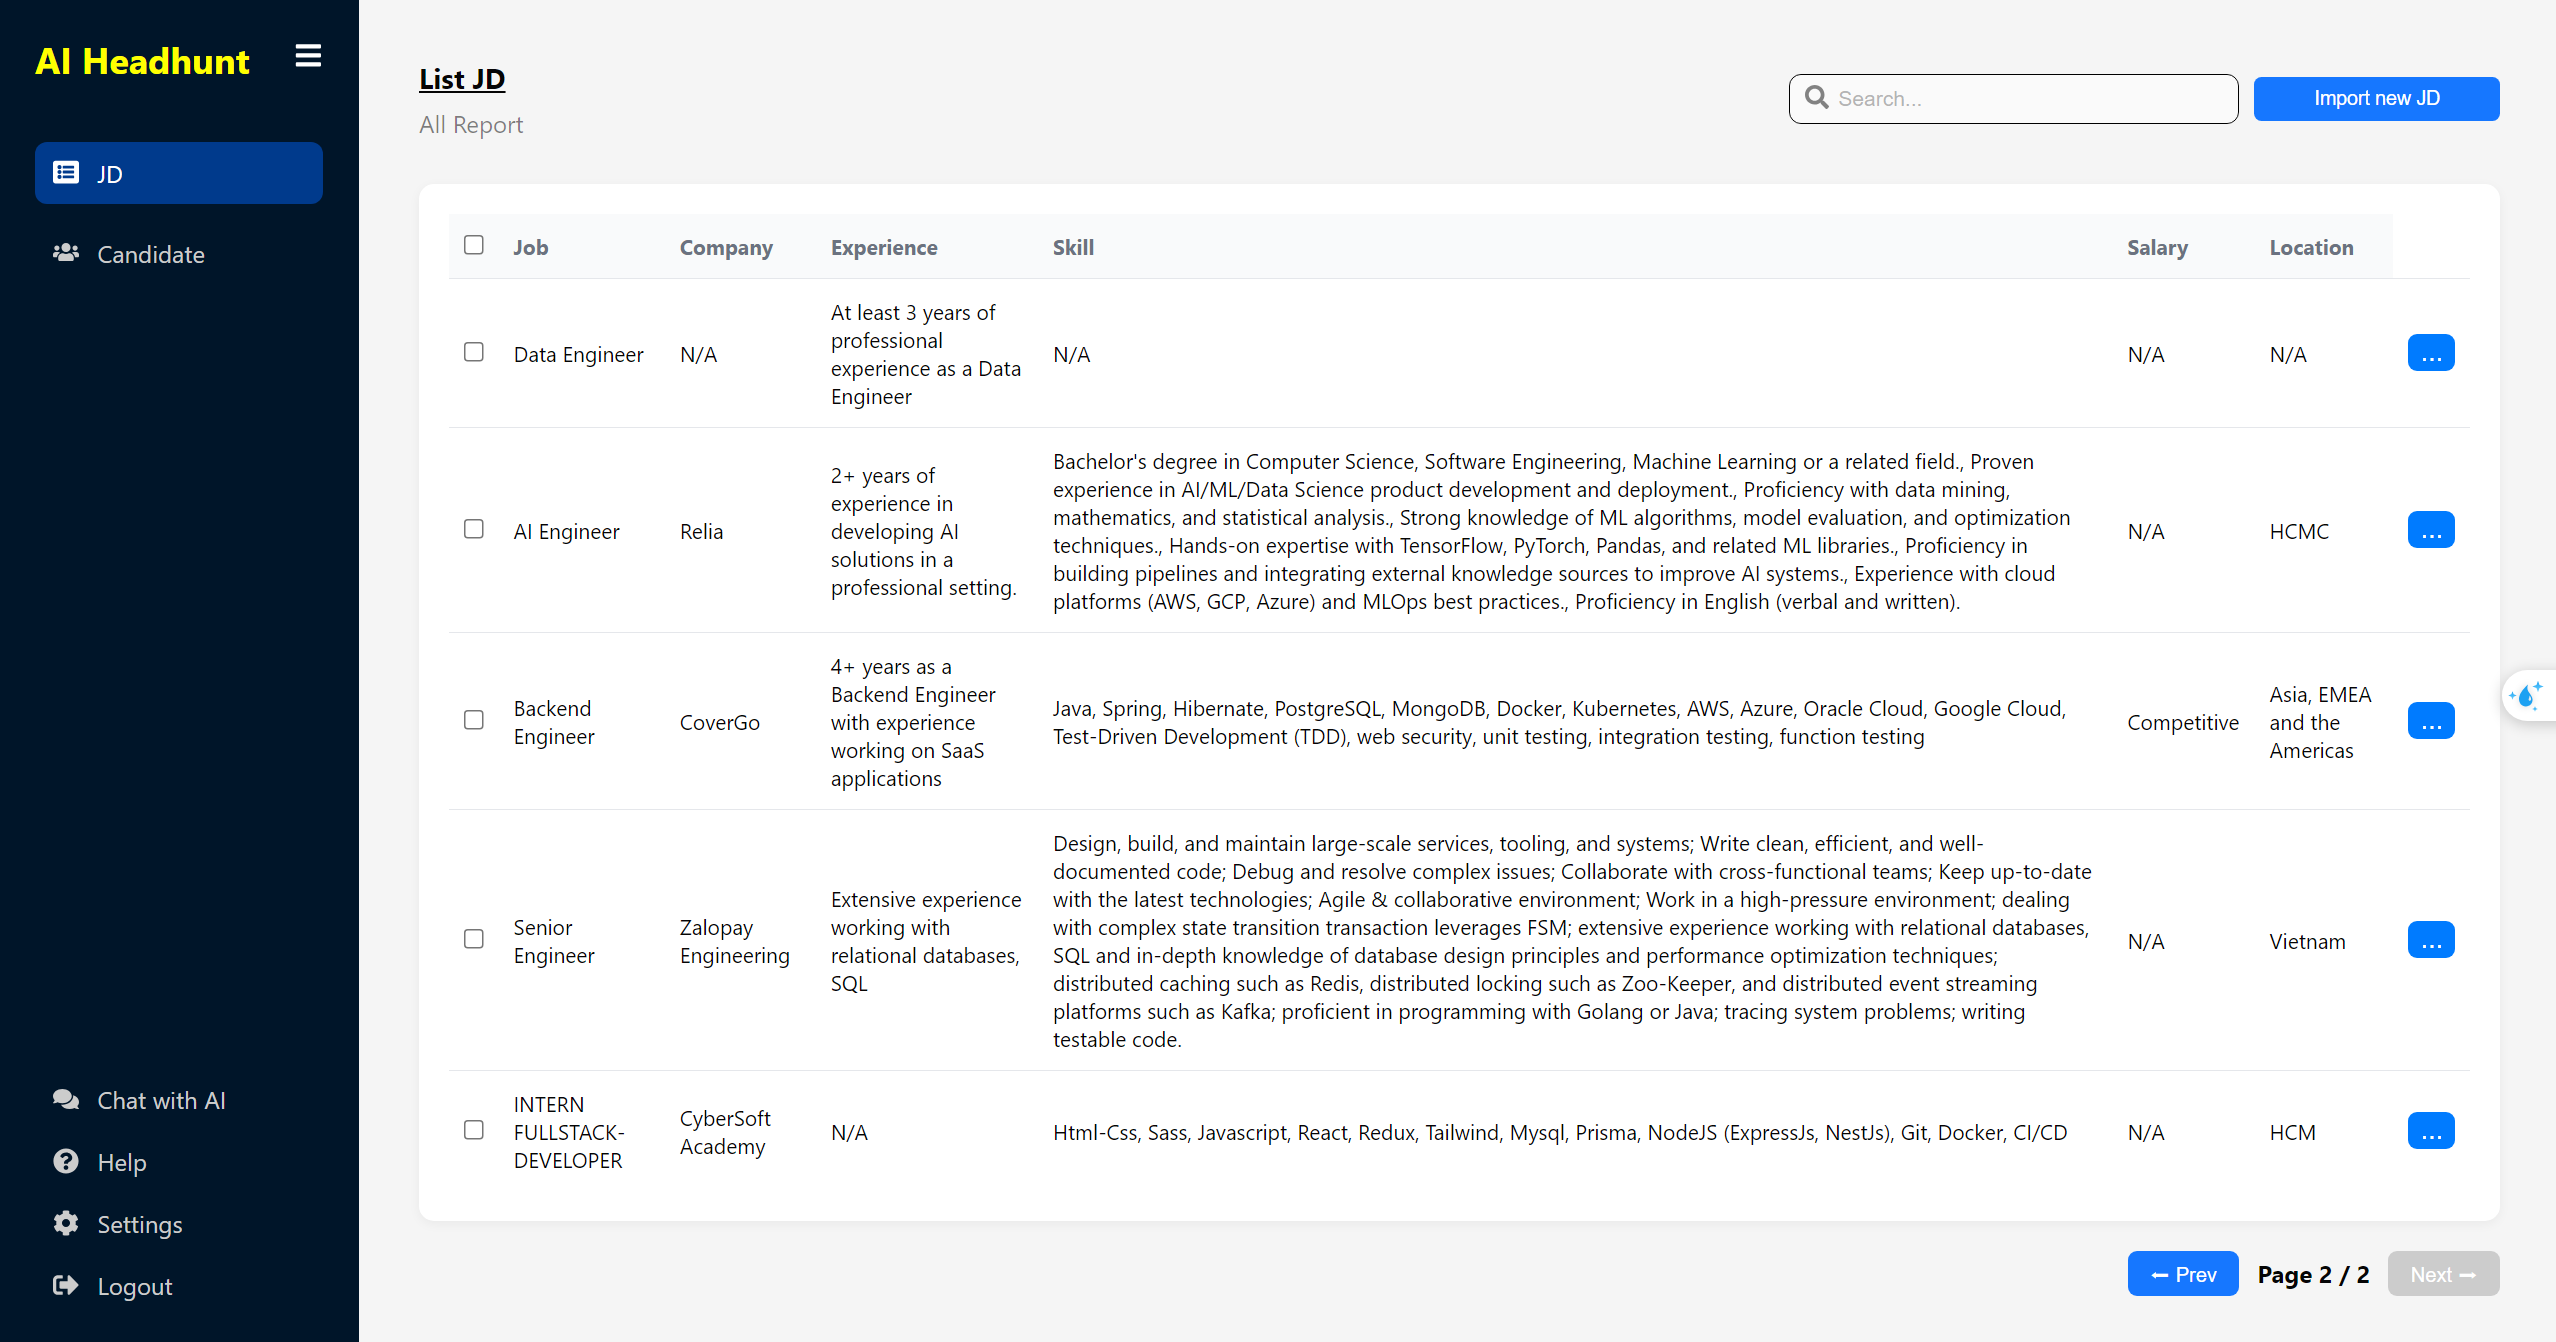 AI Headhunt
JD
Candidate
Chat with AI
Help
Settings
Logout
List JD
All Report
Search...
Import new JD
Job Company Experience Skill Salary Location
Data Engineer
N/A
At least 3 years of
professional
experience as a Data
Engineer
N/A
N/A
N/A
...
AI Engineer
Relia
2+ years of
experience in
developing AI
solutions in a
professional setting.
Bachelor's degree in Computer Science, Software Engineering, Machine Learning or a related field., Proven
experience in AI/ML/Data Science product development and deployment., Proficiency with data mining,
mathematics, and statistical analysis., Strong knowledge of ML algorithms, model evaluation, and optimization
techniques., Hands-on expertise with TensorFlow, PyTorch, Pandas, and related ML libraries., Proficiency in
building pipelines and integrating external knowledge sources to improve AI systems., Experience with cloud
platforms (AWS, GCP, Azure) and MLOps best practices., Proficiency in English (verbal and written).
N/A
HCMC
...
Backend
Engineer
CoverGo
4+ years as a
Backend Engineer
with experience
working on SaaS
applications
Java, Spring, Hibernate, PostgreSQL, MongoDB, Docker, Kubernetes, AWS, Azure, Oracle Cloud, Google Cloud,
Test-Driven Development (TDD), web security, unit testing, integration testing, function testing
Competitive
Asia, EMEA
and the
Americas
...
Senior
Engineer
Zalopay
Engineering
Extensive experience
working with
relational databases,
SQL
Design, build, and maintain large-scale services, tooling, and systems; Write clean, efficient, and well-
documented code; Debug and resolve complex issues; Collaborate with cross-functional teams; Keep up-to-date
with the latest technologies; Agile & collaborative environment; Work in a high-pressure environment; dealing
with complex state transition transaction leverages FSM; extensive experience working with relational databases,
SQL and in-depth knowledge of database design principles and performance optimization techniques;
distributed caching such as Redis, distributed locking such as Zoo-Keeper, and distributed event streaming
platforms such as Kafka; proficient in programming with Golang or Java; tracing system problems; writing
testable code.
N/A
Vietnam
...
INTERN
FULLSTACK-
DEVELOPER
CyberSoft
Academy
N/A
Html-Css, Sass, Javascript, React, Redux, Tailwind, Mysql, Prisma, NodeJS (ExpressJs, NestJs), Git, Docker, CI/CD
N/A
HCM
...
Prev Page 2 / 2 Next